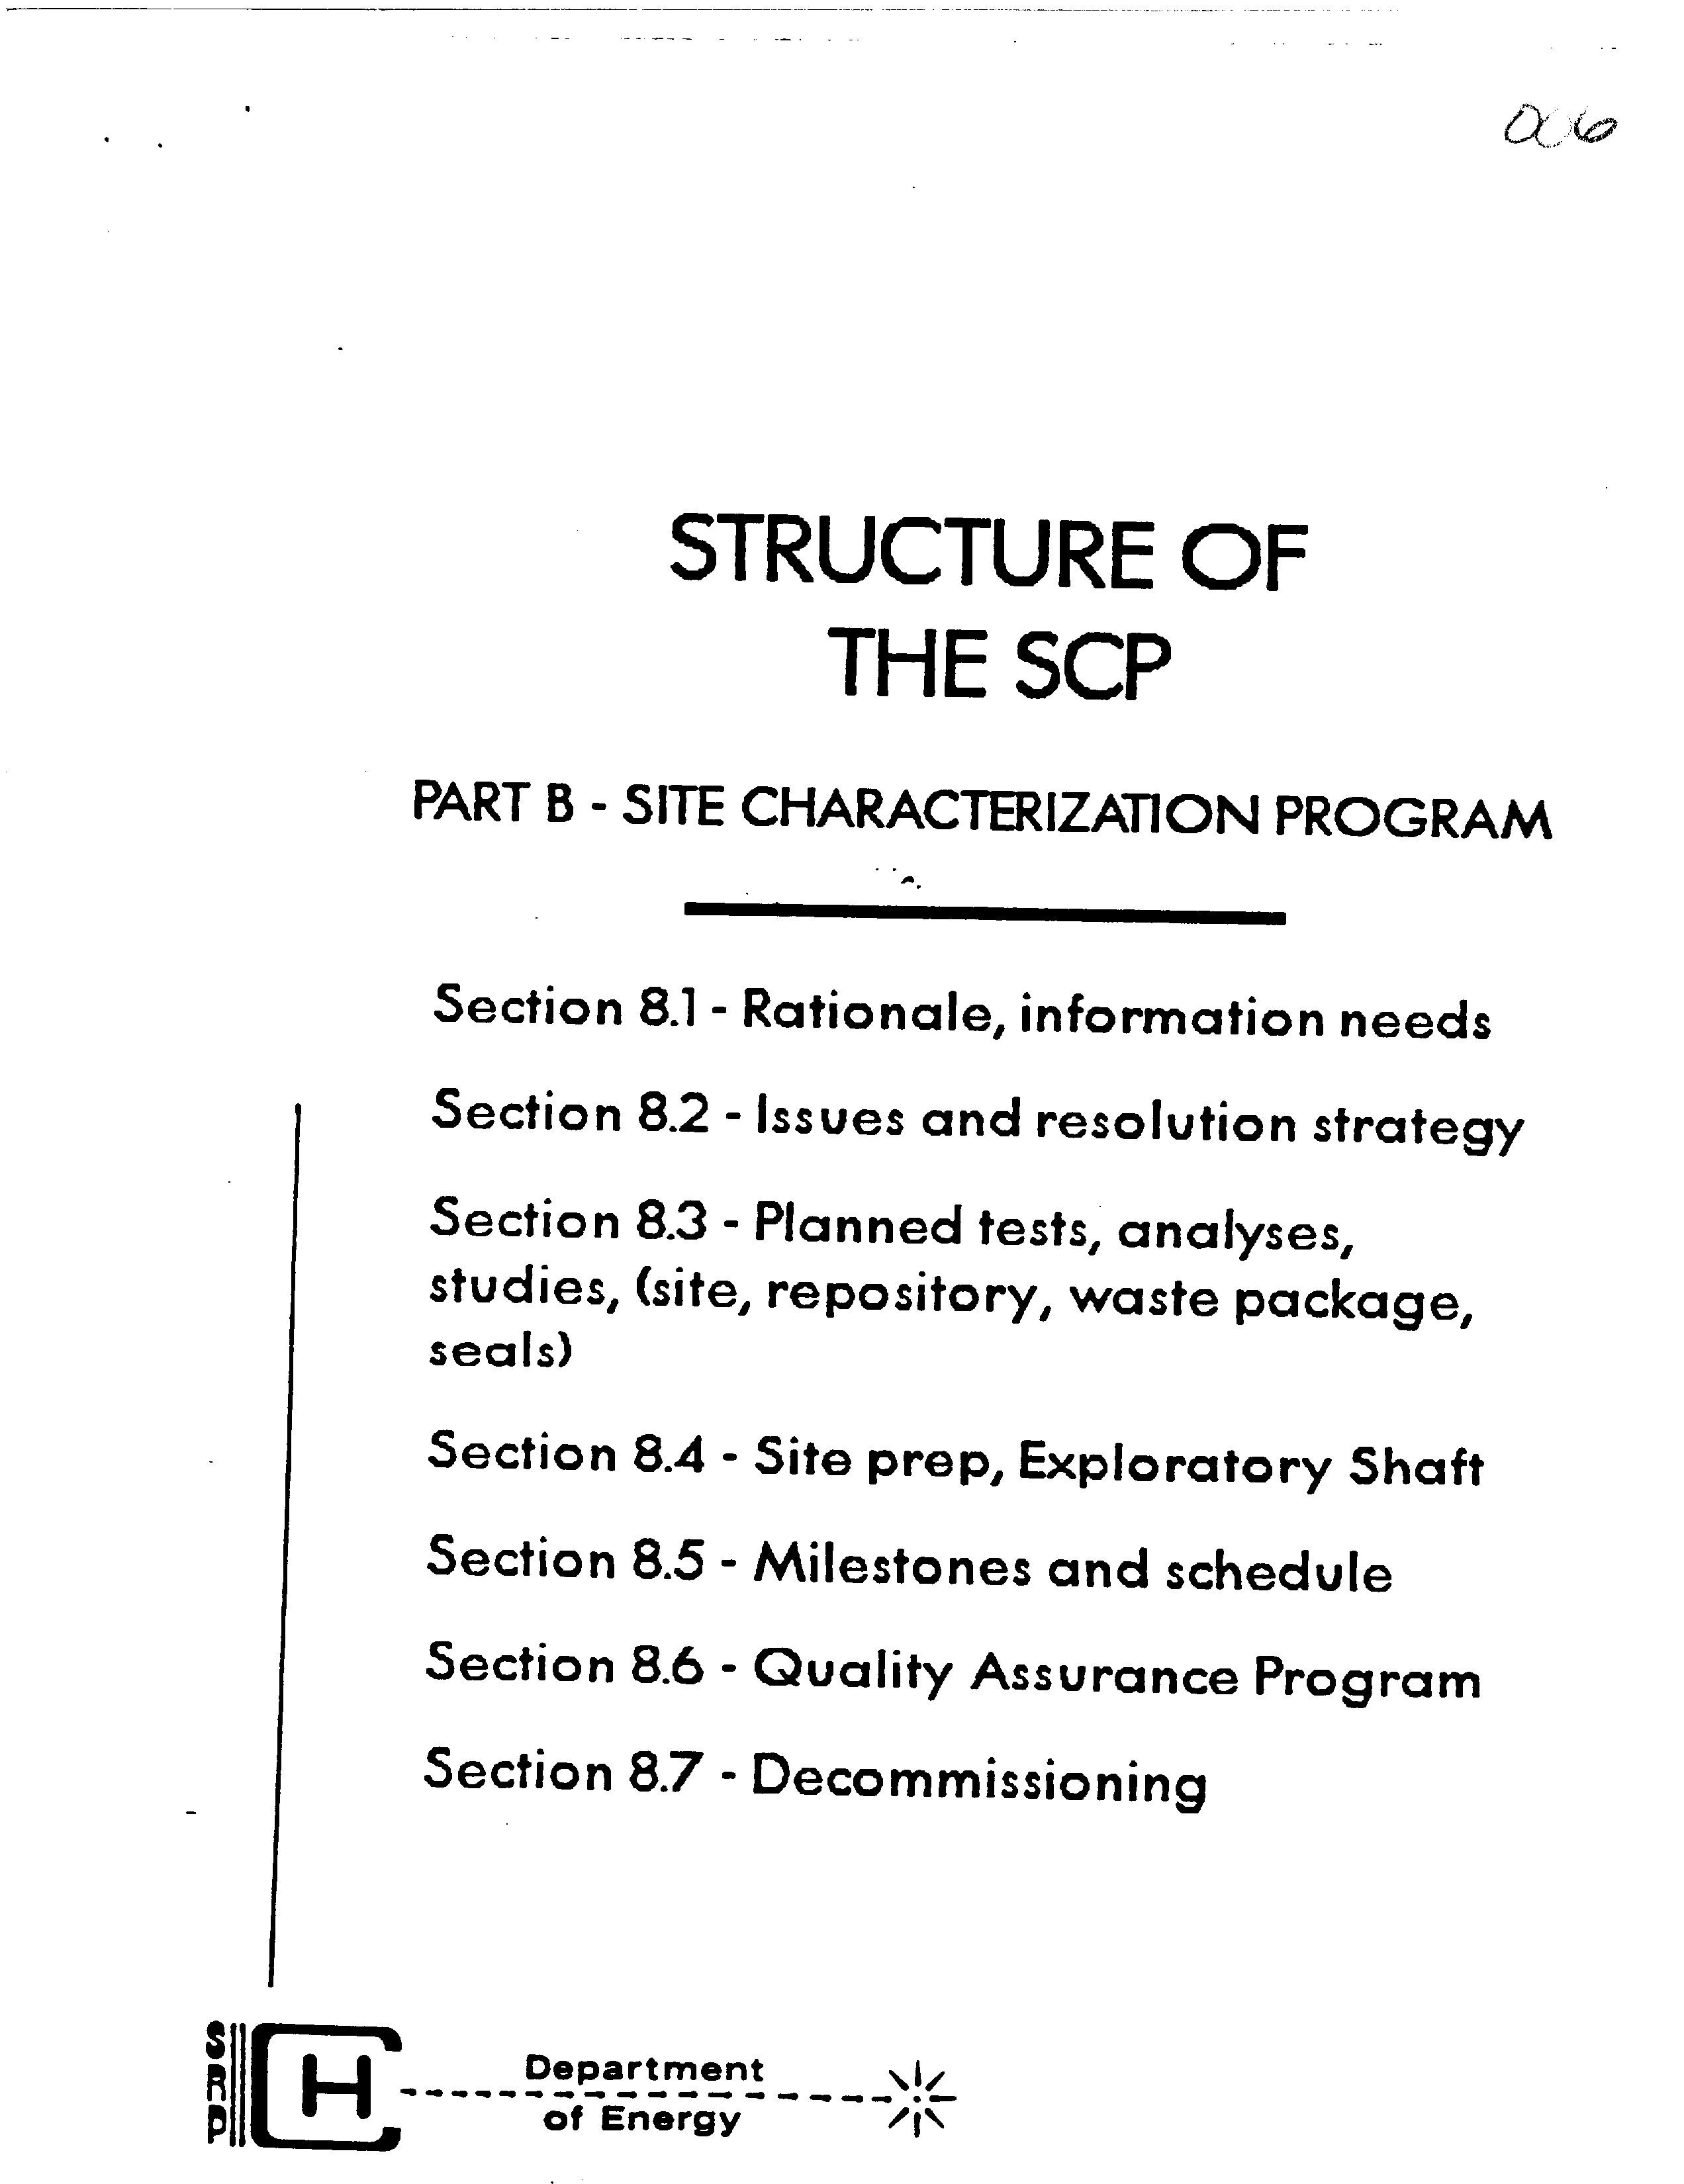 006
STRUCTURE OF
THE SCP
PART B - SITE CHARACTERIZATION PROGRAM
Section 8.1 - Rationale, information needs
Section 8.2 - Issues and resolution strategy
Section 8.3 - Planned tests, analyses,
studies, (site, repository, waste package,
seals)
Section 8.4 - Site prep, Exploratory Shaft
Section 8.5 - Milestones and schedule
Section 8.6 - Quality Assurance Program
Section 8.7 - Decommissioning
SRP
CH
Department
of Energy